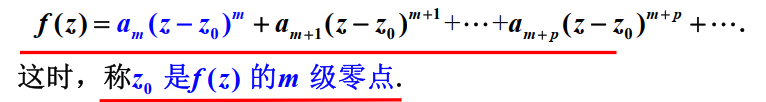 f(z) = a_m(z − z_0)^m + a_{m+1}(z − z_0)^{m+1} + ⋯ + a_{m+p}(z − z_0)^{m+p} + ⋯.
这时，称z_0 是f(z) 的m 级零点.